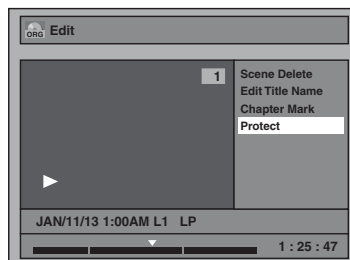 ORG Edit
1
Scene Delete
Edit Title Name
Chapter Mark
Protect
JAN/11/13 1:00AM L1 LP
1 : 25 : 47